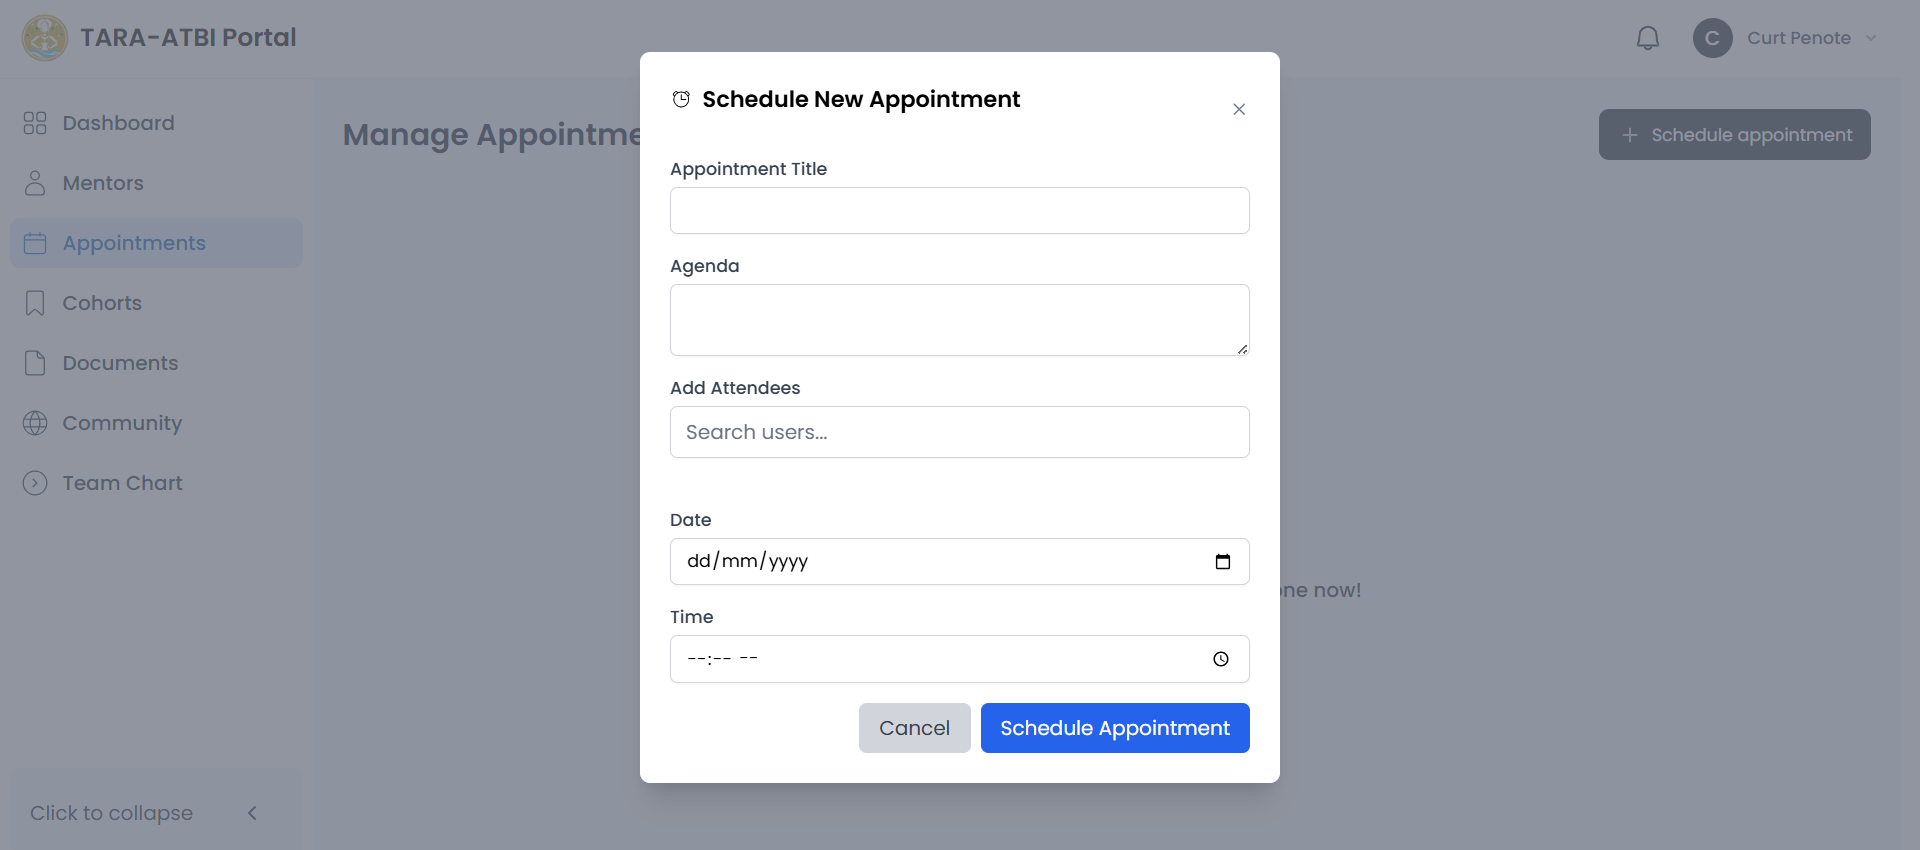 TARA-ATBI Portal
C
Curt Penote
Dashboard
Mentors
Appointments
Cohorts
Documents
Community
Team Chart
Click to collapse
Manage Appointme
Schedule appointment
Schedule New Appointment
Appointment Title
Agenda
Add Attendees
Search users...
Date
dd/mm/yyyy
Time
--:-- --
Cancel
Schedule Appointment
one now!